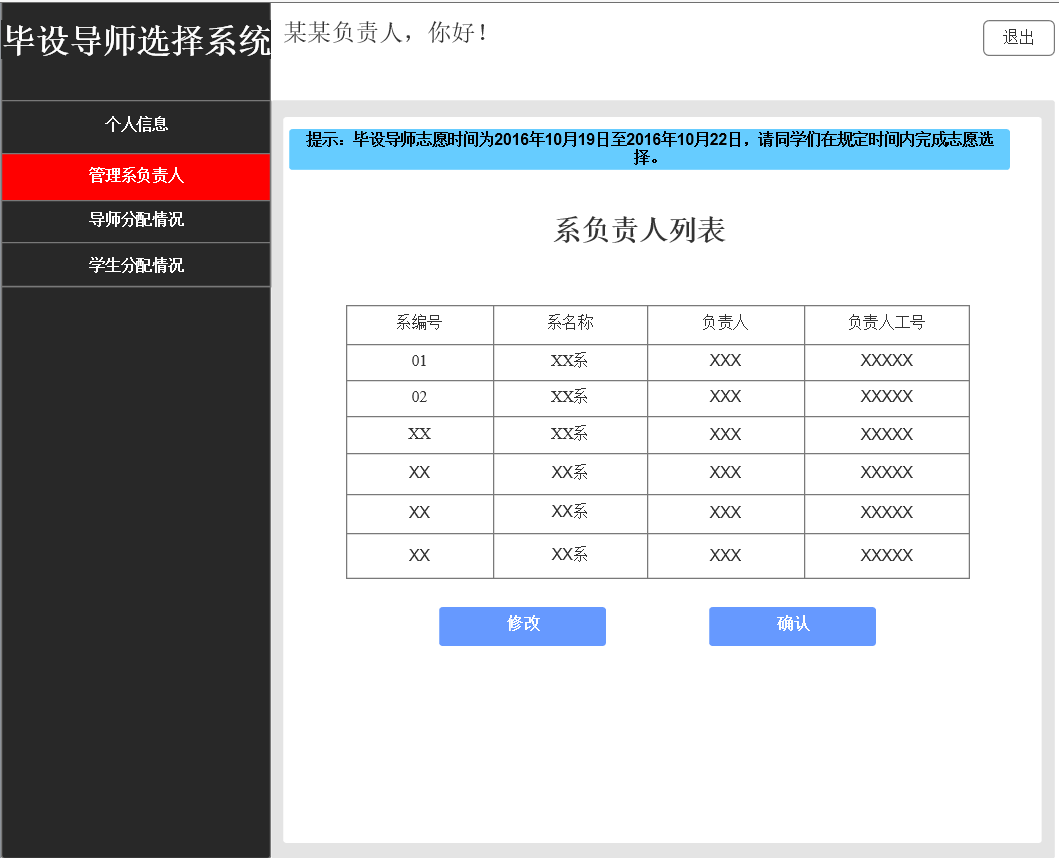 毕设导师选择系统
某某负责人，你好！
退出
个人信息
管理系负责人
导师分配情况
学生分配情况
提示：毕设导师志愿时间为2016年10月19日至2016年10月22日，请同学们在规定时间内完成志愿选
择。
系负责人列表
系编号 系名称 负责人 负责人工号
01 XX系 XXX XXXXX
02 XX系 XXX XXXXX
XX XX系 XXX XXXXX
XX XX系 XXX XXXXX
XX XX系 XXX XXXXX
XX XX系 XXX XXXXX
修改 确认